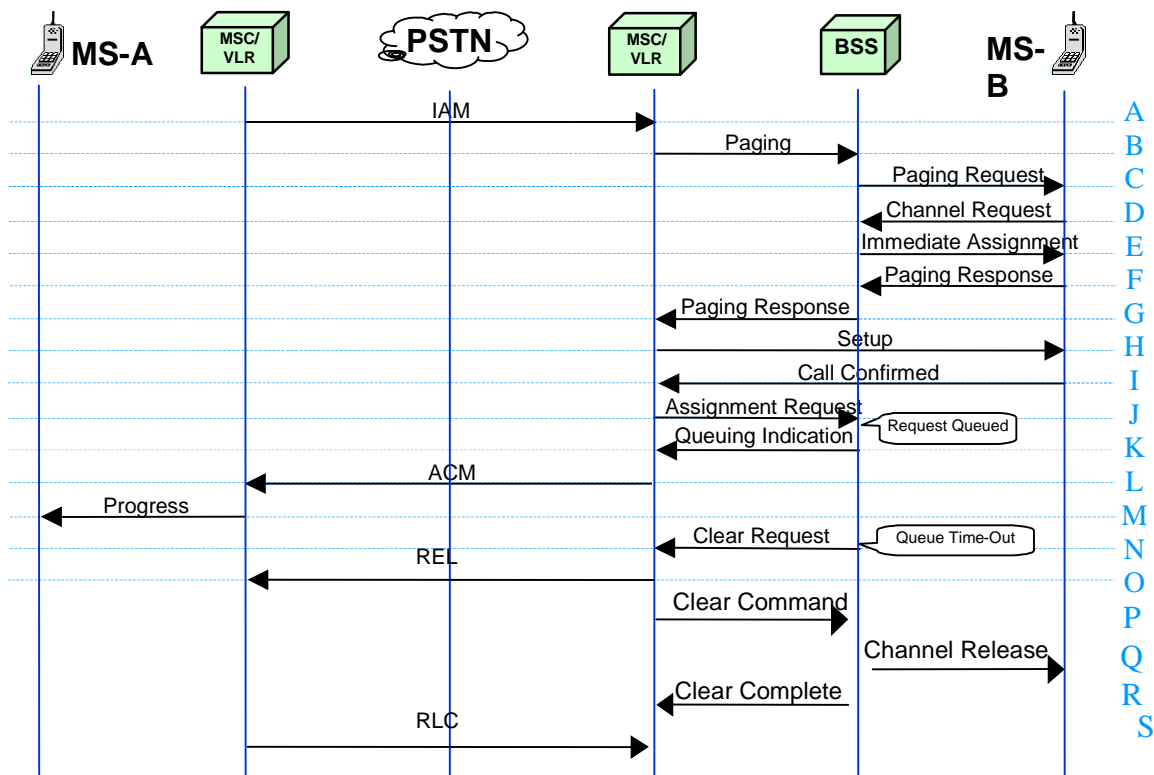 MS-A
MSC/
VLR
PSTN
MSC/
VLR
BSS
MS-
B
IAM
A
Paging
B
Paging Request
C
Channel Request
D
Immediate Assignment
E
Paging Response
F
Paging Response
G
Setup
H
Call Confirmed
I
Assignment Request
J
Request Queued
Queuing Indication
K
ACM
L
Progress
M
Clear Request
Queue Time-Out
N
REL
O
Clear Command
P
Channel Release
Q
Clear Complete
R
RLC
S